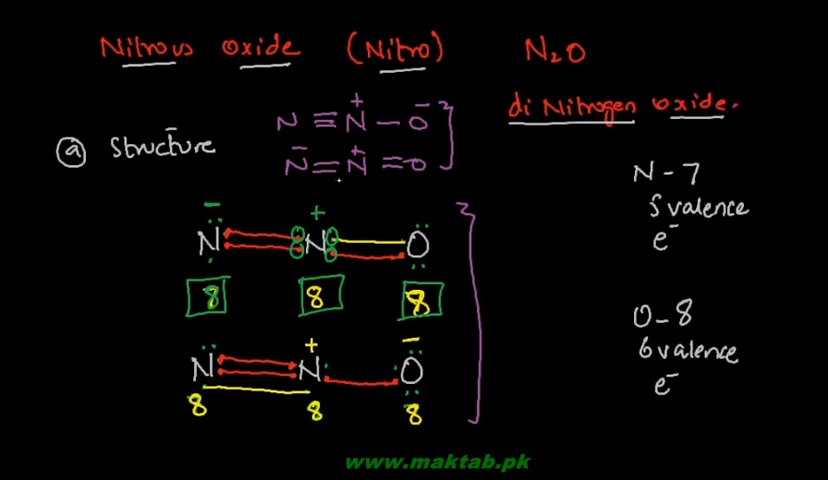 Nitrous oxide (Nitro) N₂O
di Nitrogen oxide.
N ≡ N⁺ – O⁻
ⓐ Structure
N⁻ = N⁺ = O
N - 7
5 valence
e⁻
N⁻ N⁺ O
8 8 8
O - 8
6 valence
e⁻
N N⁺ O⁻
8 8 8
www.maktab.pk